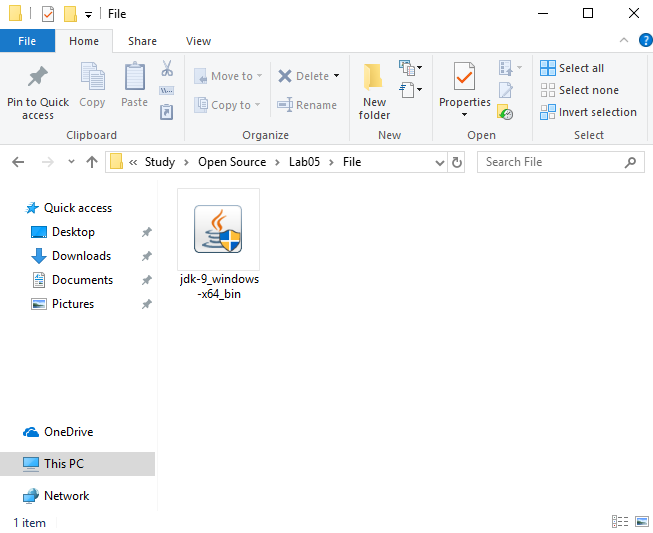 File
File Home Share View
Pin to Quick
access
Copy
Paste
Move to
Copy to
Delete
Rename
New
folder
Properties
Select all
Select none
Invert selection
Clipboard Organize New Open Select
« Study › Open Source › Lab05 › File
Search File
Quick access
Desktop
Downloads
Documents
Pictures
OneDrive
This PC
Network
jdk-9_windows
-x64_bin
1 item